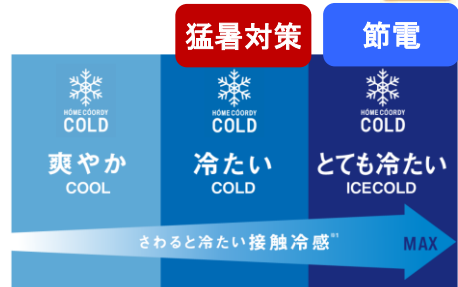 猛暑対策
節電
HOME COORDY
COLD
爽やか
COOL
HOME COORDY
COLD
冷たい
COLD
HOME COORDY
COLD
とても冷たい
ICECOLD
さわると冷たい接触冷感※1
MAX